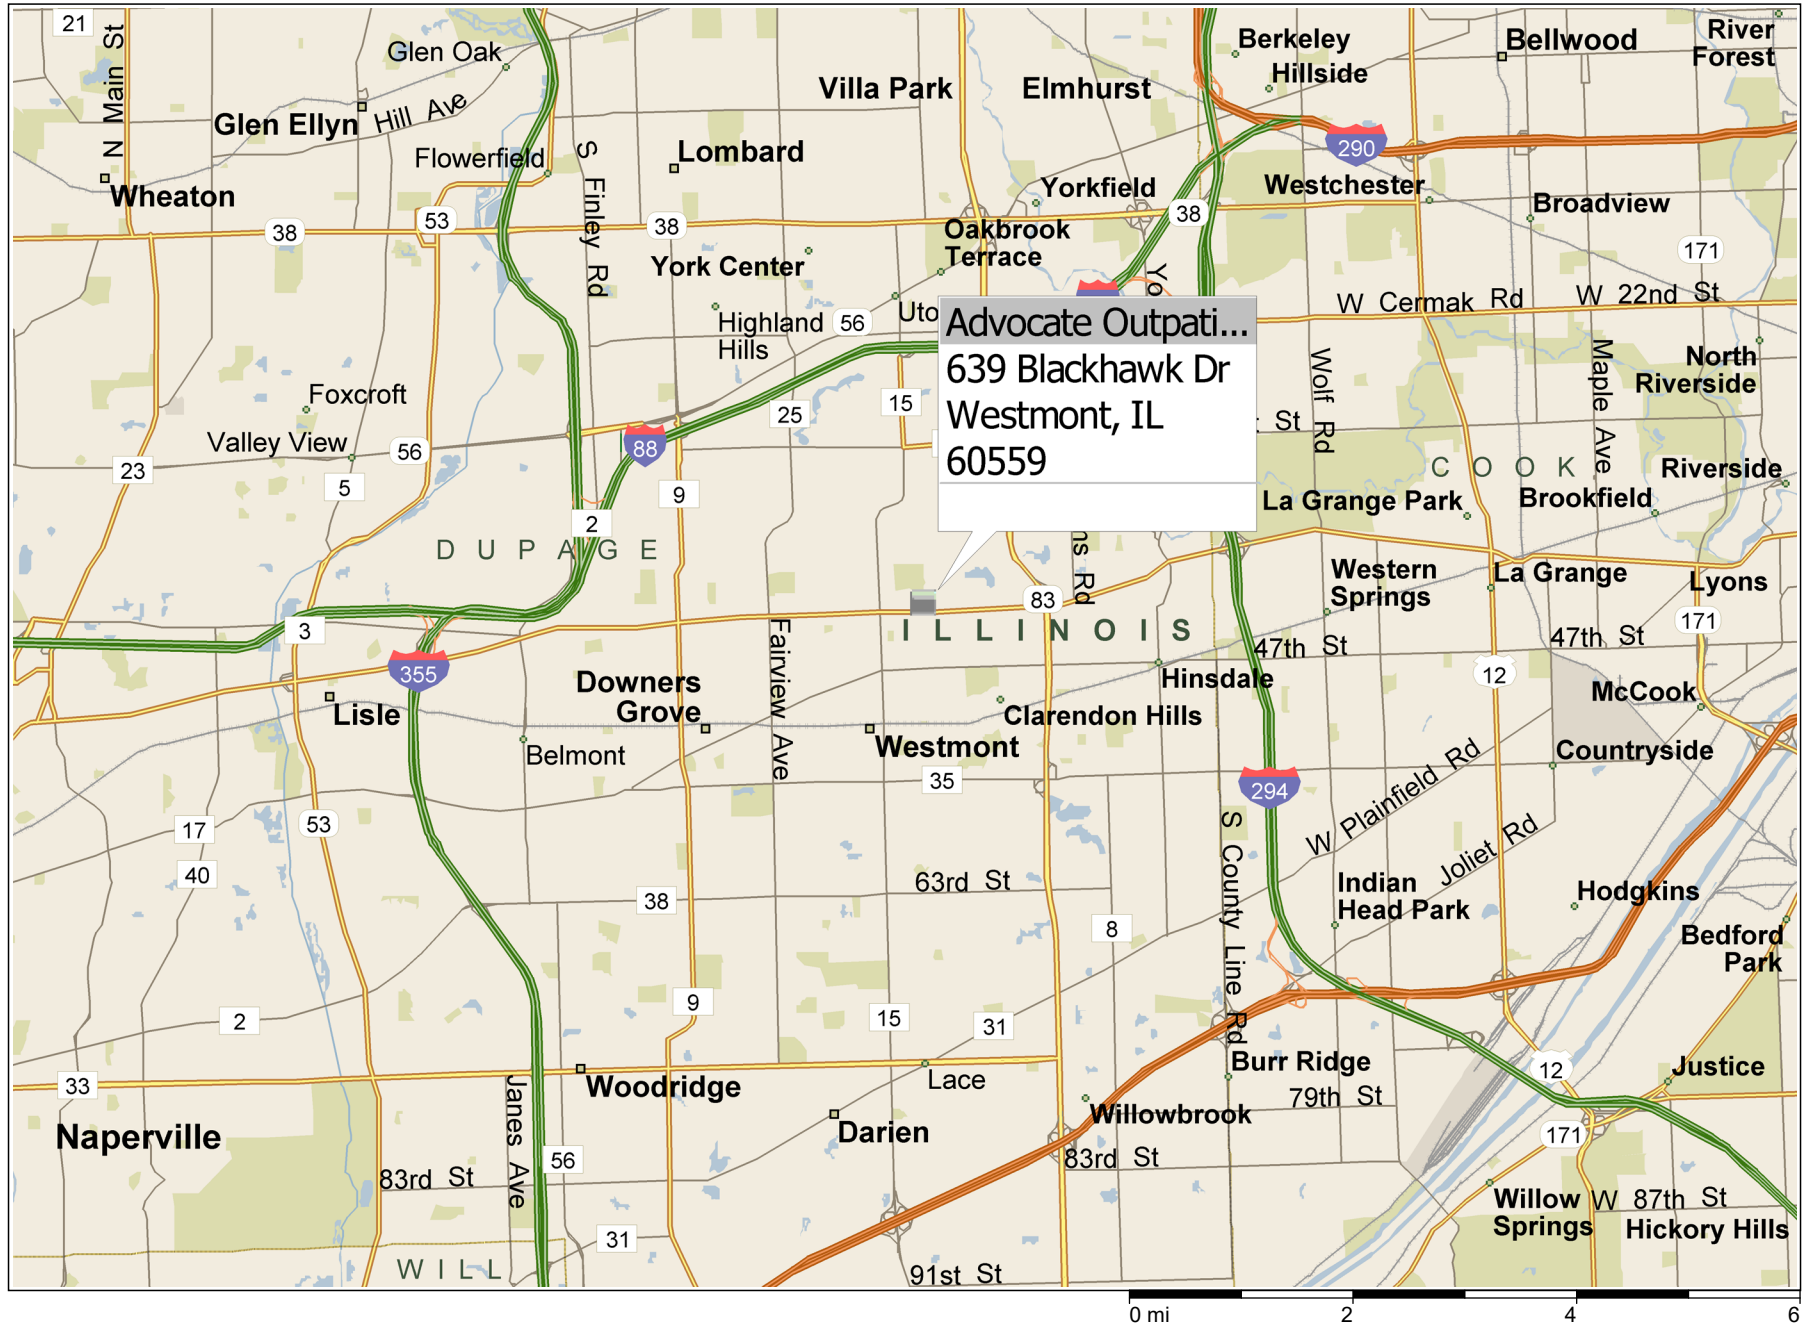 21
N Main St
Glen Oak
Glen Ellyn
Hill Ave
Flowerfield
Wheaton
S Finley Rd
Lombard
Villa Park
Elmhurst
Berkeley
Hillside
Bellwood
River
Forest
290
Westchester
Broadview
Yorkfield
38
53
38
38
York Center
Oakbrook
Terrace
171
W Cermak Rd
W 22nd St
Highland
Hills
56
Advocate Outpati...
639 Blackhawk Dr
Westmont, IL
60559
Wolf Rd
Maple Ave
North
Riverside
Foxcroft
Valley View
56
23
5
88
25
15
9
2
St
COOK
Riverside
La Grange Park
Brookfield
DUPAGE
Rd
83
Western
Springs
La Grange
Lyons
171
3
ILLINOIS
47th St
47th St
355
Fairview Ave
12
Hinsdale
McCook
Downers
Grove
Lisle
Belmont
Westmont
Clarendon Hills
Countryside
35
294
53
17
40
S County Line Rd
W Plainfield Rd
Joliet Rd
63rd St
38
8
Indian
Head Park
Hodgkins
Bedford
Park
9
2
15
31
12
33
Woodridge
Lace
Burr Ridge
Justice
79th St
Janes Ave
Willowbrook
Naperville
Darien
171
56
83rd St
83rd St
Willow
Springs
W 87th St
Hickory Hills
31
WILL
91st St
0 mi 2 4 6